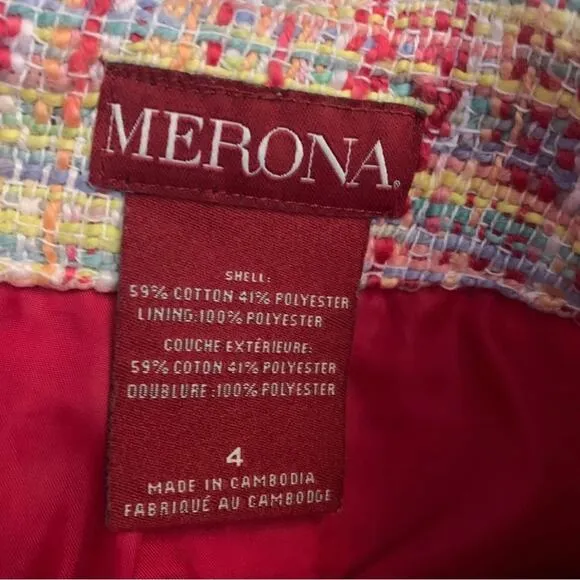 MERONA®
SHELL:
59% COTTON 41% POLYESTER
LINING:100% POLYESTER
COUCHE EXTÉRIEURE:
59% COTON 41% POLYESTER
DOUBLURE :100% POLYESTER
4
MADE IN CAMBODIA
FABRIQUÉ AU CAMBODGE